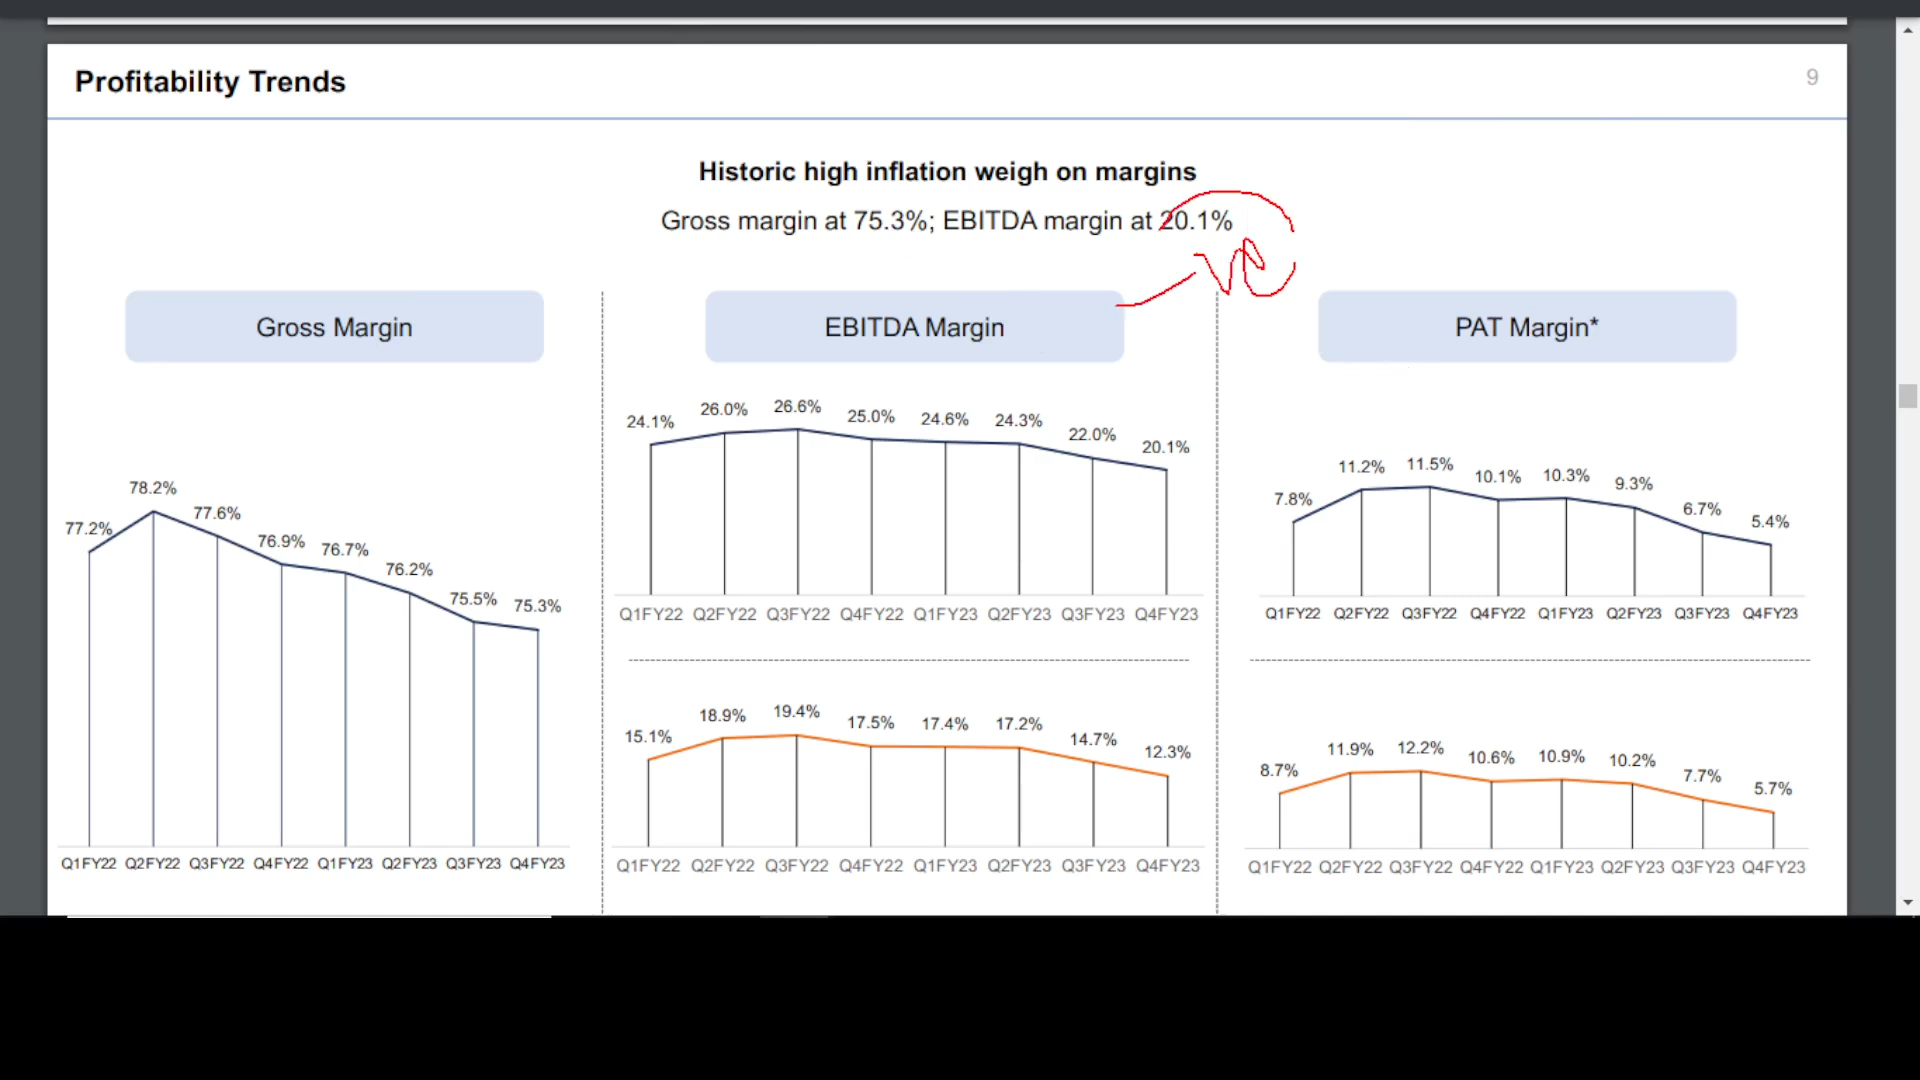 Profitability Trends
9
Historic high inflation weigh on margins
Gross margin at 75.3%; EBITDA margin at 20.1%
Gross Margin
77.2% 78.2% 77.6% 76.9% 76.7% 76.2% 75.5% 75.3%
Q1FY22 Q2FY22 Q3FY22 Q4FY22 Q1FY23 Q2FY23 Q3FY23 Q4FY23
EBITDA Margin
24.1% 26.0% 26.6% 25.0% 24.6% 24.3% 22.0% 20.1%
Q1FY22 Q2FY22 Q3FY22 Q4FY22 Q1FY23 Q2FY23 Q3FY23 Q4FY23
15.1% 18.9% 19.4% 17.5% 17.4% 17.2% 14.7% 12.3%
Q1FY22 Q2FY22 Q3FY22 Q4FY22 Q1FY23 Q2FY23 Q3FY23 Q4FY23
PAT Margin*
7.8% 11.2% 11.5% 10.1% 10.3% 9.3% 6.7% 5.4%
Q1FY22 Q2FY22 Q3FY22 Q4FY22 Q1FY23 Q2FY23 Q3FY23 Q4FY23
8.7% 11.9% 12.2% 10.6% 10.9% 10.2% 7.7% 5.7%
Q1FY22 Q2FY22 Q3FY22 Q4FY22 Q1FY23 Q2FY23 Q3FY23 Q4FY23